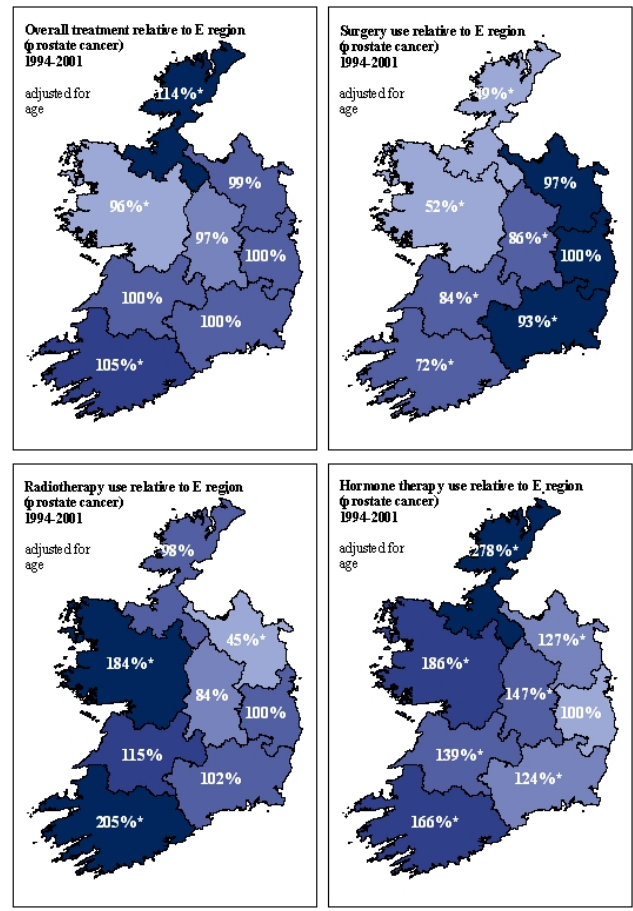 Overall treatment relative to E region
(prostate cancer)
1994-2001
adjusted for
age
114%*
99%
96%*
97%
100%
100%
100%
105%*
Surgery use relative to E region
(prostate cancer)
1994-2001
adjusted for
age
49%*
97%
52%*
86%*
100%
84%*
93%*
72%*
Radiotherapy use relative to E region
(prostate cancer)
1994-2001
adjusted for
age
98%
45%*
184%*
84%
100%
115%
102%
205%*
Hormone therapy use relative to E region
(prostate cancer)
1994-2001
adjusted for
age
278%*
127%*
186%*
147%*
100%
139%*
124%*
166%*